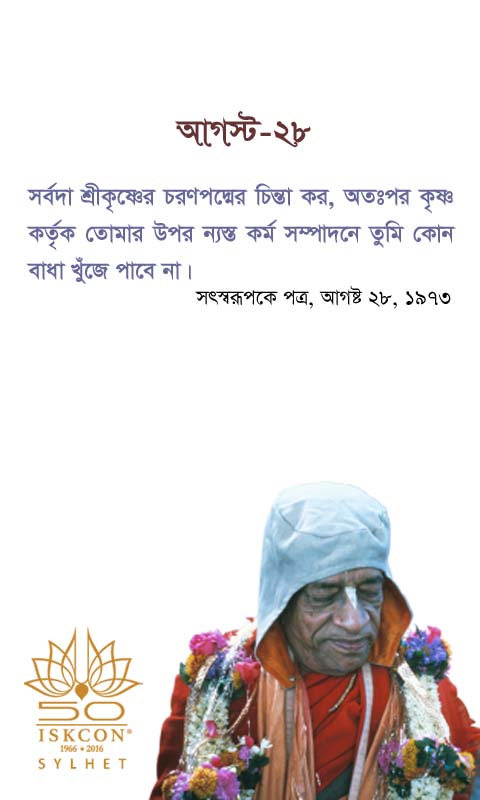 আগস্ট-২৮
সর্বদা শ্রীকৃষ্ণের চরণপদ্মের চিন্তা কর, অতঃপর কৃষ্ণ
কর্তৃক তোমার উপর ন্যস্ত কর্ম সম্পাদনে তুমি কোন
বাধা খুঁজে পাবে না।
সৎস্বরূপকে পত্র, আগষ্ট ২৮, ১৯৭৩
50
ISKCON®
1966 • 2016
SYLHET